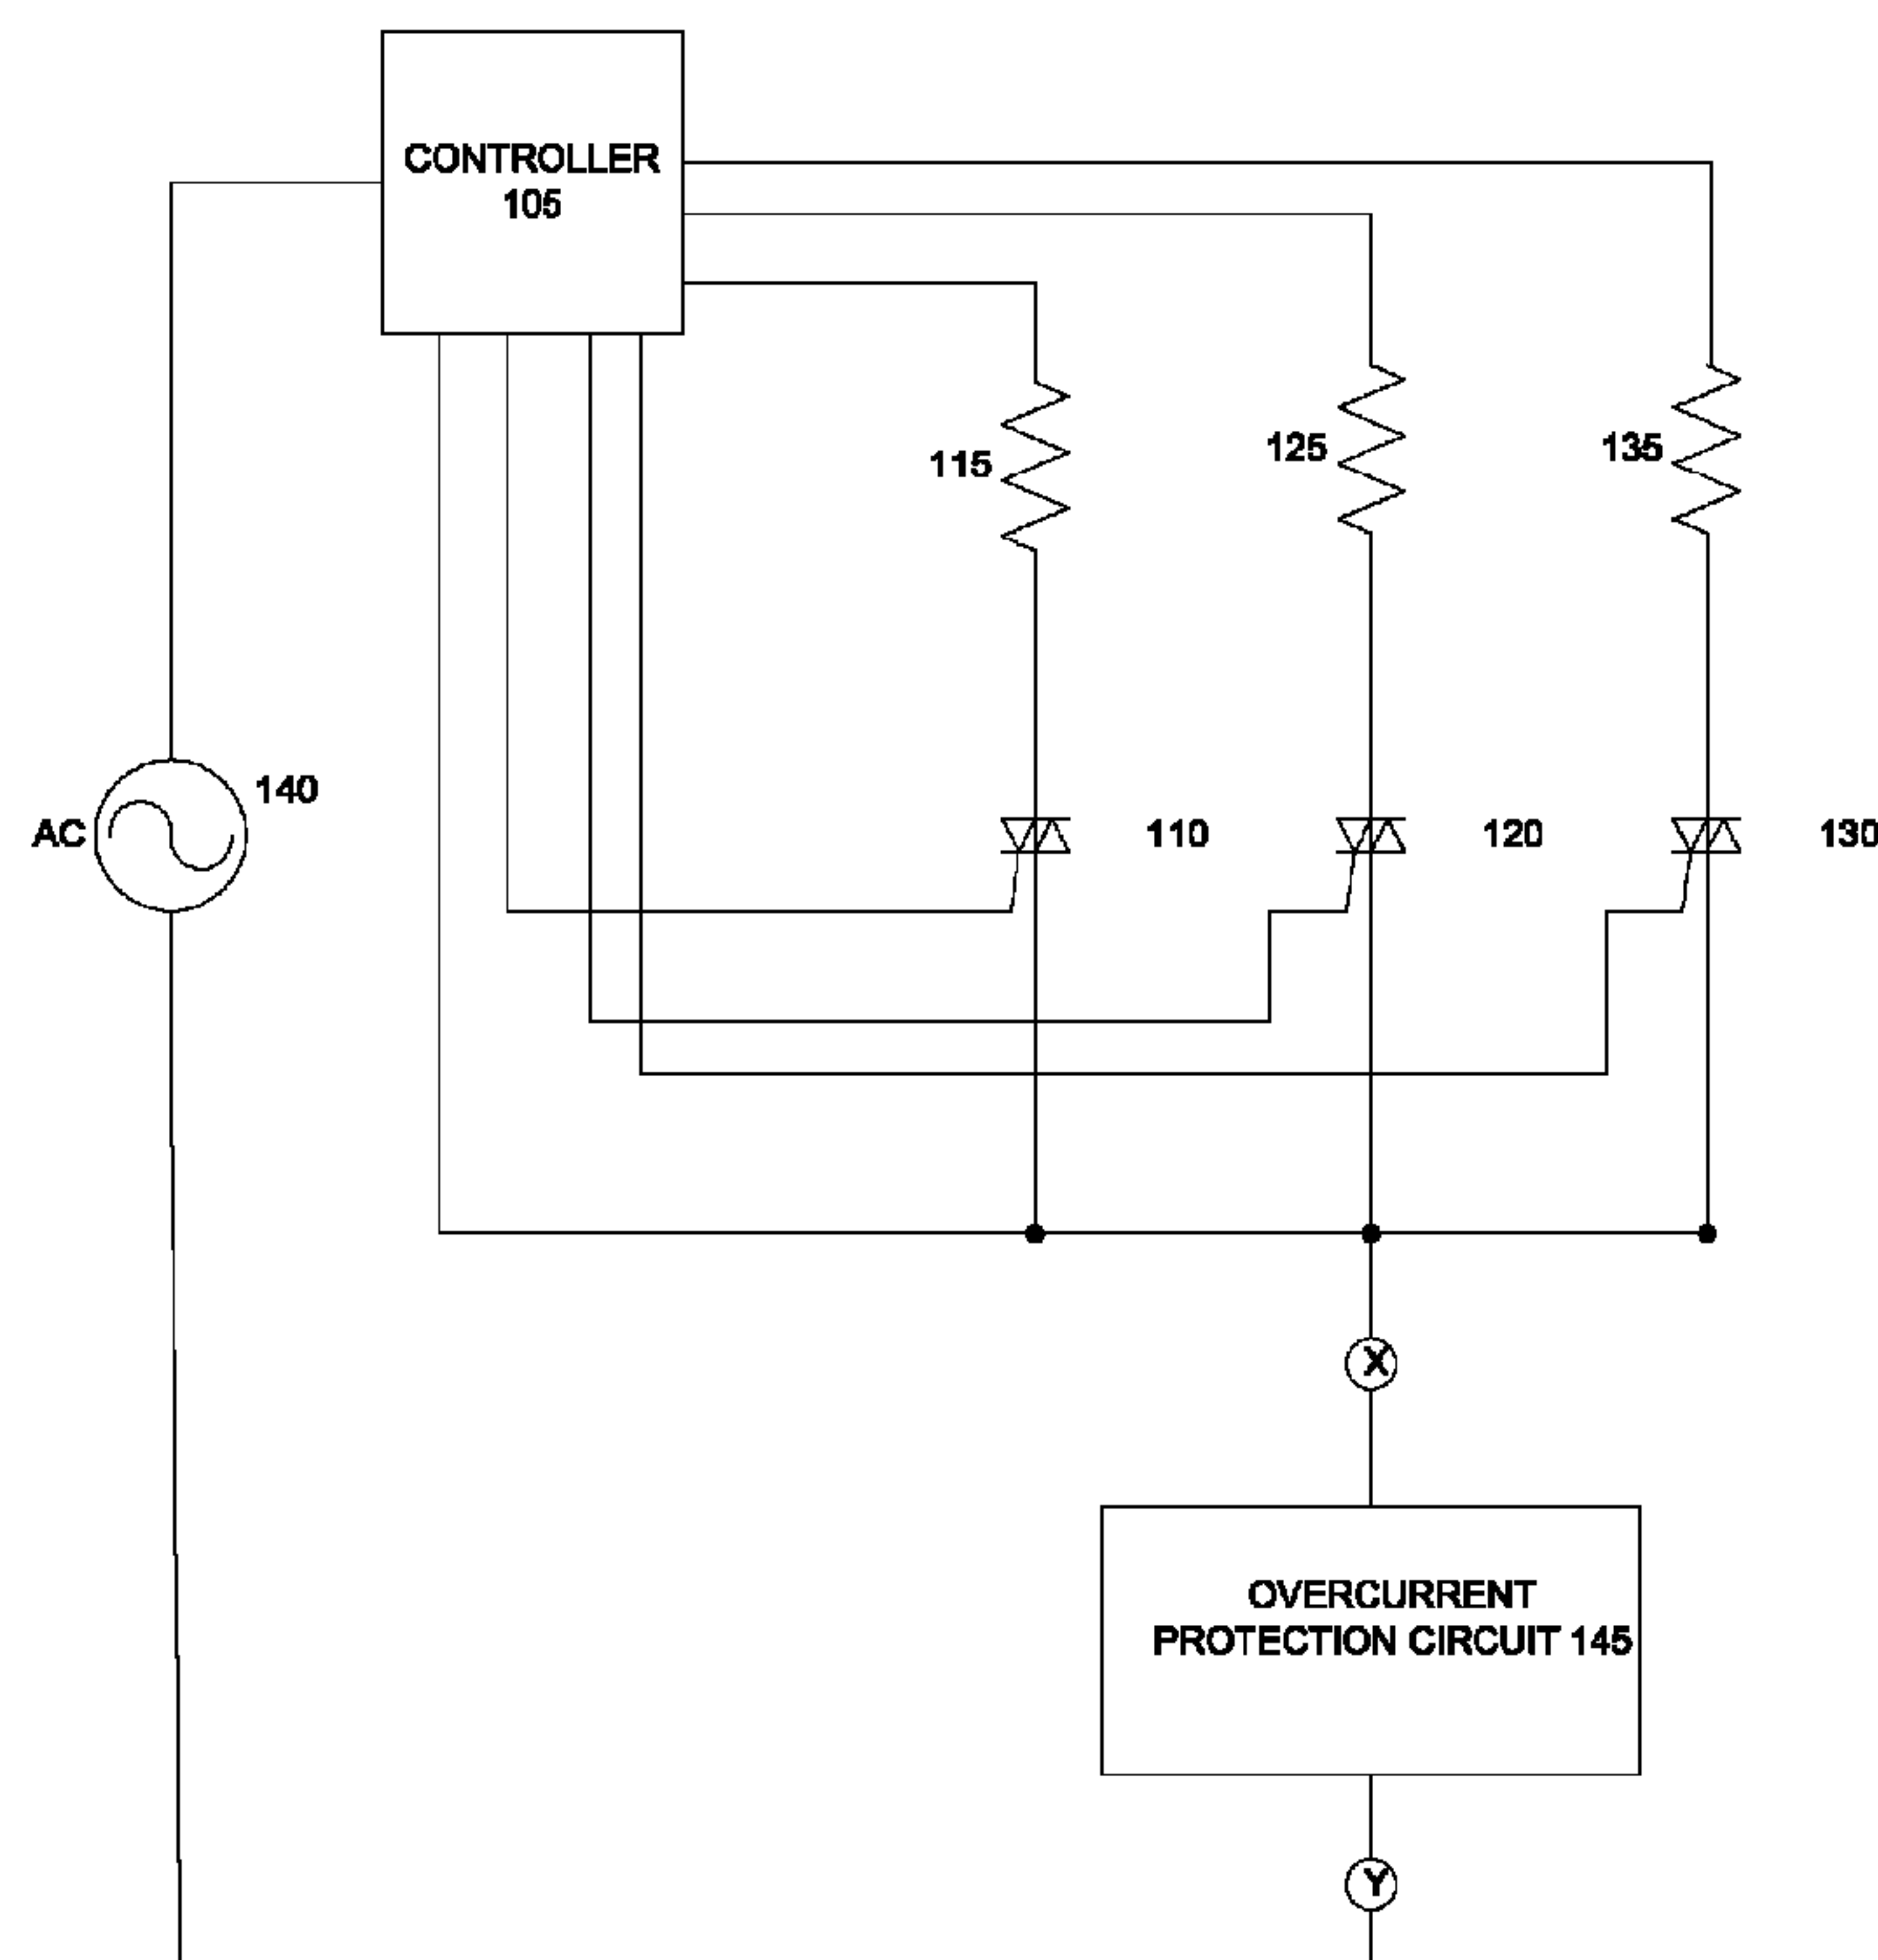 CONTROLLER
105
115
125
135
140
AC
110
120
130
X
OVERCURRENT
PROTECTION CIRCUIT 145
Y